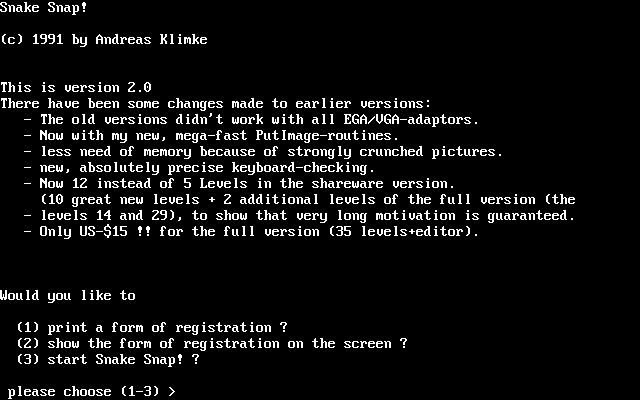 Snake Snap!
(c) 1991 by Andreas Klimke
This is version 2.0
There have been some changes made to earlier versions:
- The old versions didn't work with all EGA/VGA-adaptors.
- Now with my new, mega-fast PutImage-routines.
- less need of memory because of strongly crunched pictures.
- new, absolutely precise keyboard-checking.
- Now 12 instead of 5 Levels in the shareware version.
(10 great new levels + 2 additional levels of the full version (the
- levels 14 and 29), to show that very long motivation is guaranteed.
- Only US-$15 !! for the full version (35 levels+editor).
Would you like to
(1) print a form of registration ?
(2) show the form of registration on the screen ?
(3) start Snake Snap! ?
please choose (1-3) >